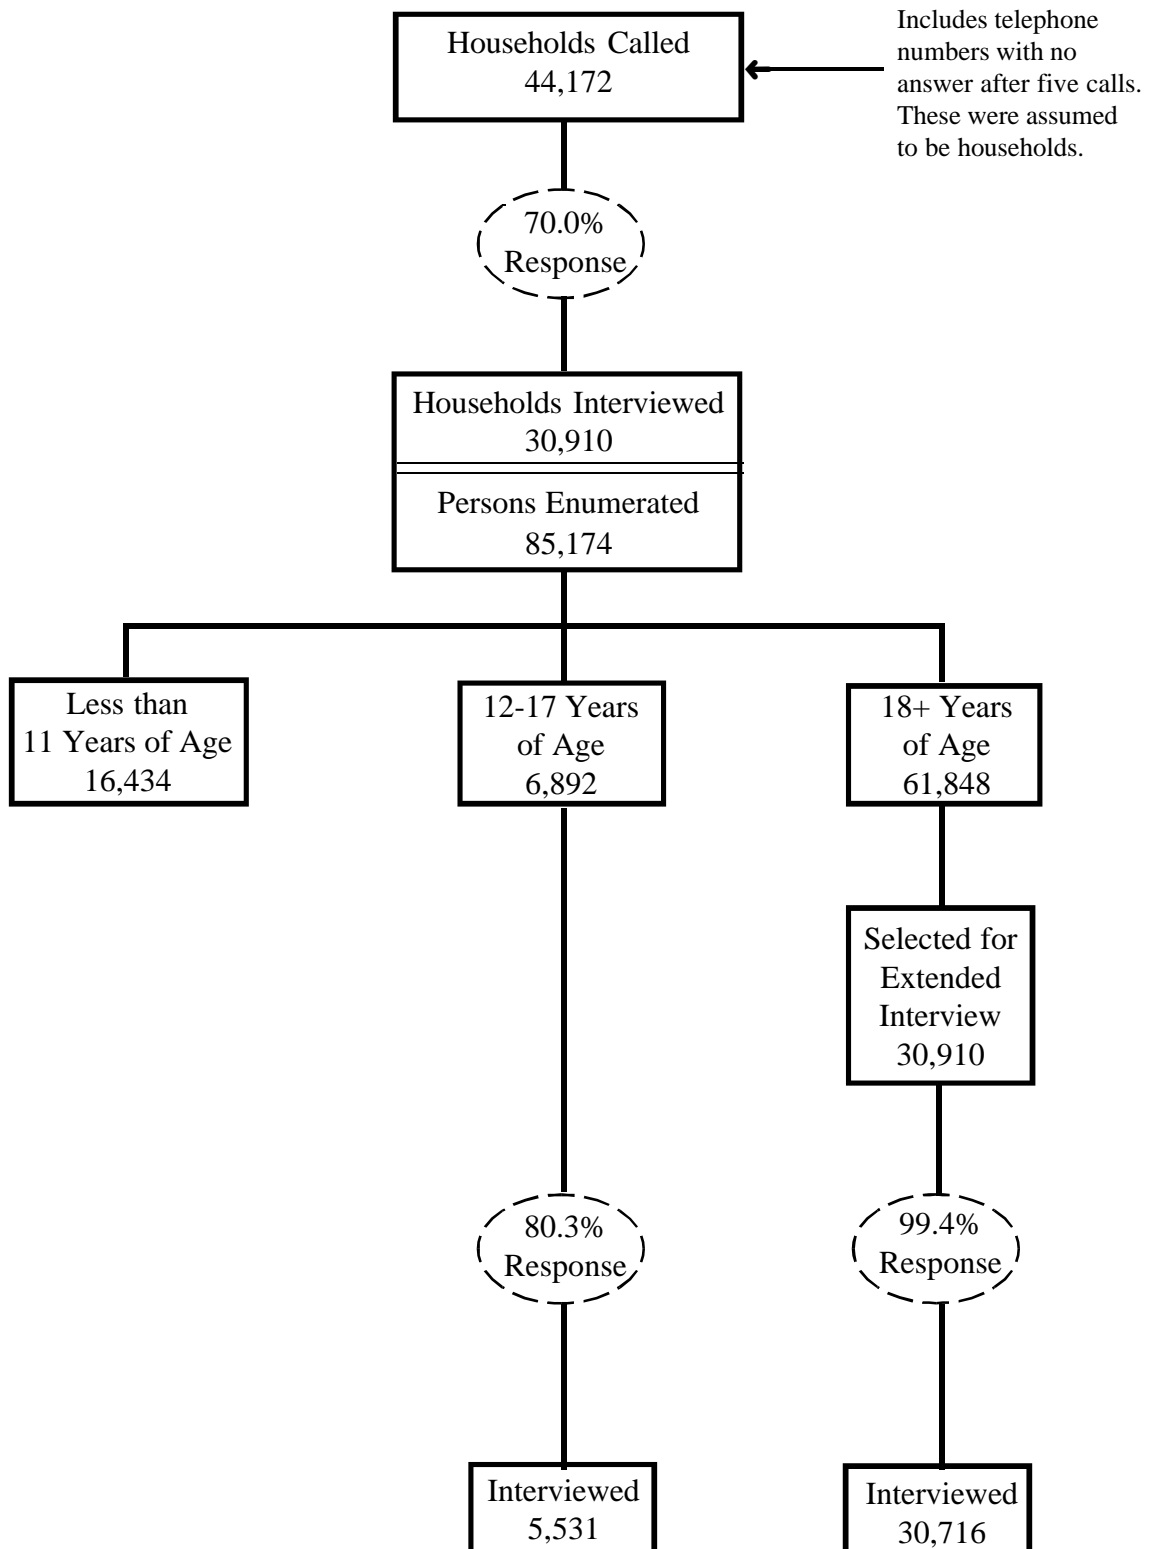 Households Called
44,172
Includes telephone
numbers with no
answer after five calls.
These were assumed
to be households.
70.0%
Response
Households Interviewed
30,910
Persons Enumerated
85,174
Less than
11 Years of Age
16,434
12-17 Years
of Age
6,892
18+ Years
of Age
61,848
Selected for
Extended
Interview
30,910
80.3%
Response
99.4%
Response
Interviewed
5,531
Interviewed
30,716